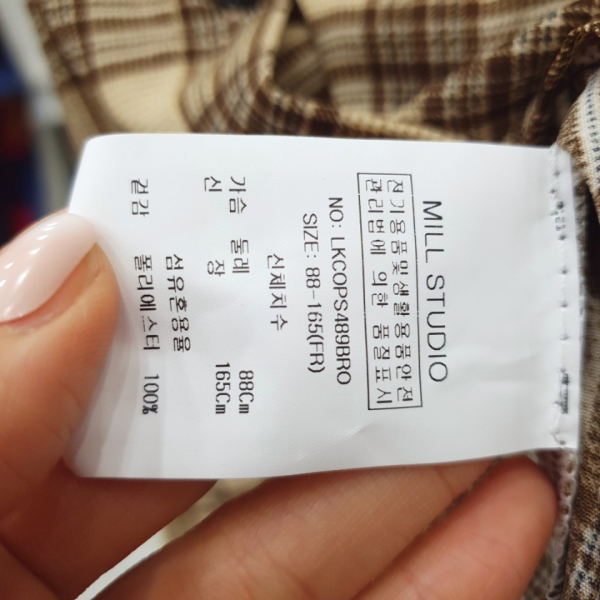 MILL STUDIO
전기용품및생활용품안전
관리법에 의한 품질표시
NO: LKCOPS489BRO
SIZE: 88-165(FR)
신체치수
가슴 둘레 88Cm
신 장 165Cm
섬유혼용율
겉감 폴리에스터 100%